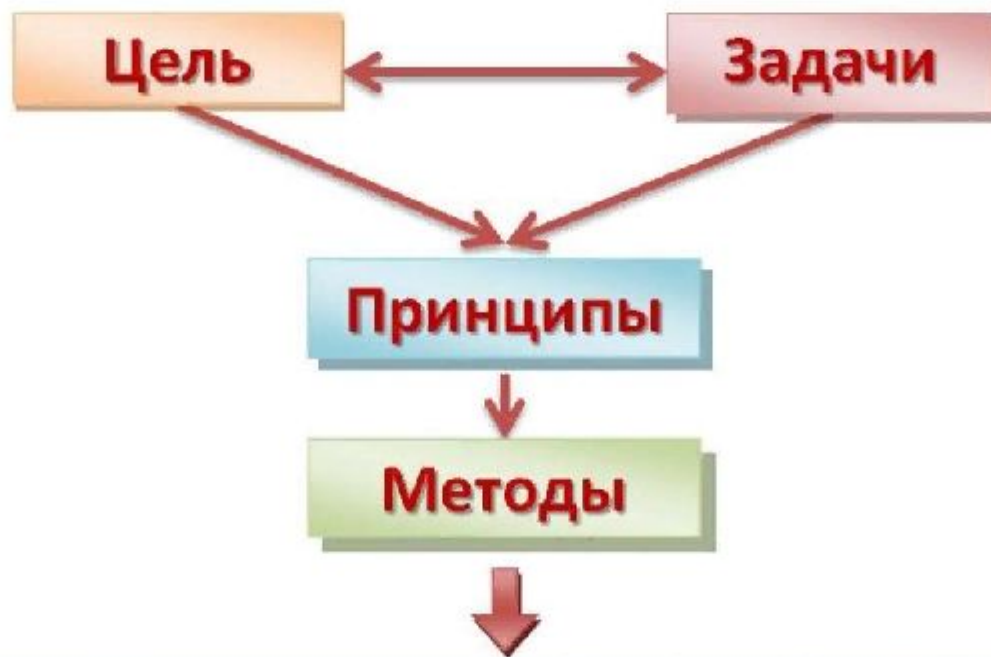 Цель
Задачи
Принципы
Методы